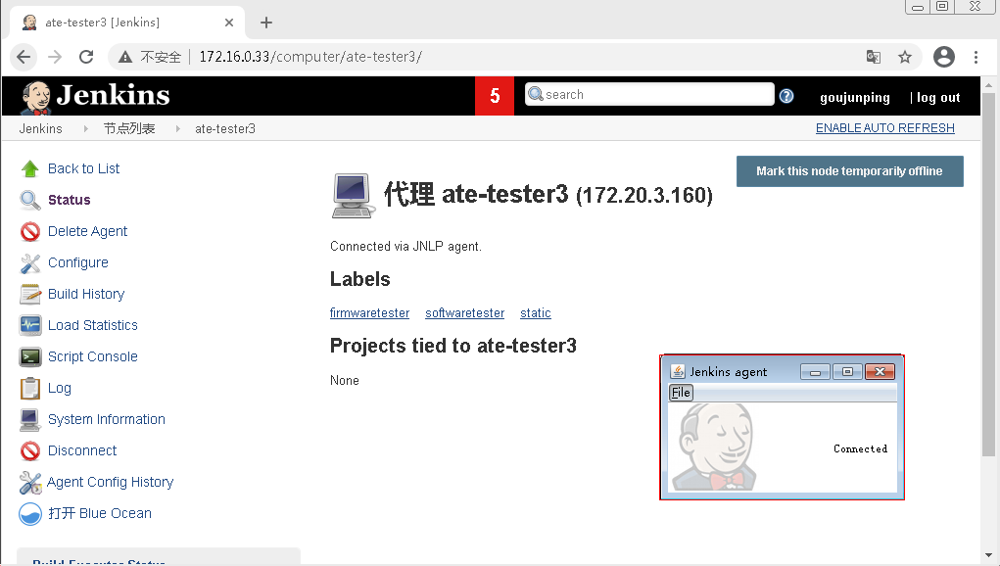 ate-tester3 [Jenkins]
不安全 172.16.0.33/computer/ate-tester3/
Jenkins 5 search goujunping | log out
Jenkins 节点列表 ate-tester3 ENABLE AUTO REFRESH
Back to List
Status
Delete Agent
Configure
Build History
Load Statistics
Script Console
Log
System Information
Disconnect
Agent Config History
打开 Blue Ocean
Build Executor Status
Mark this node temporarily offline
代理 ate-tester3 (172.20.3.160)
Connected via JNLP agent.
Labels
firmwaretester softwaretester static
Projects tied to ate-tester3
None
Jenkins agent
File
Connected